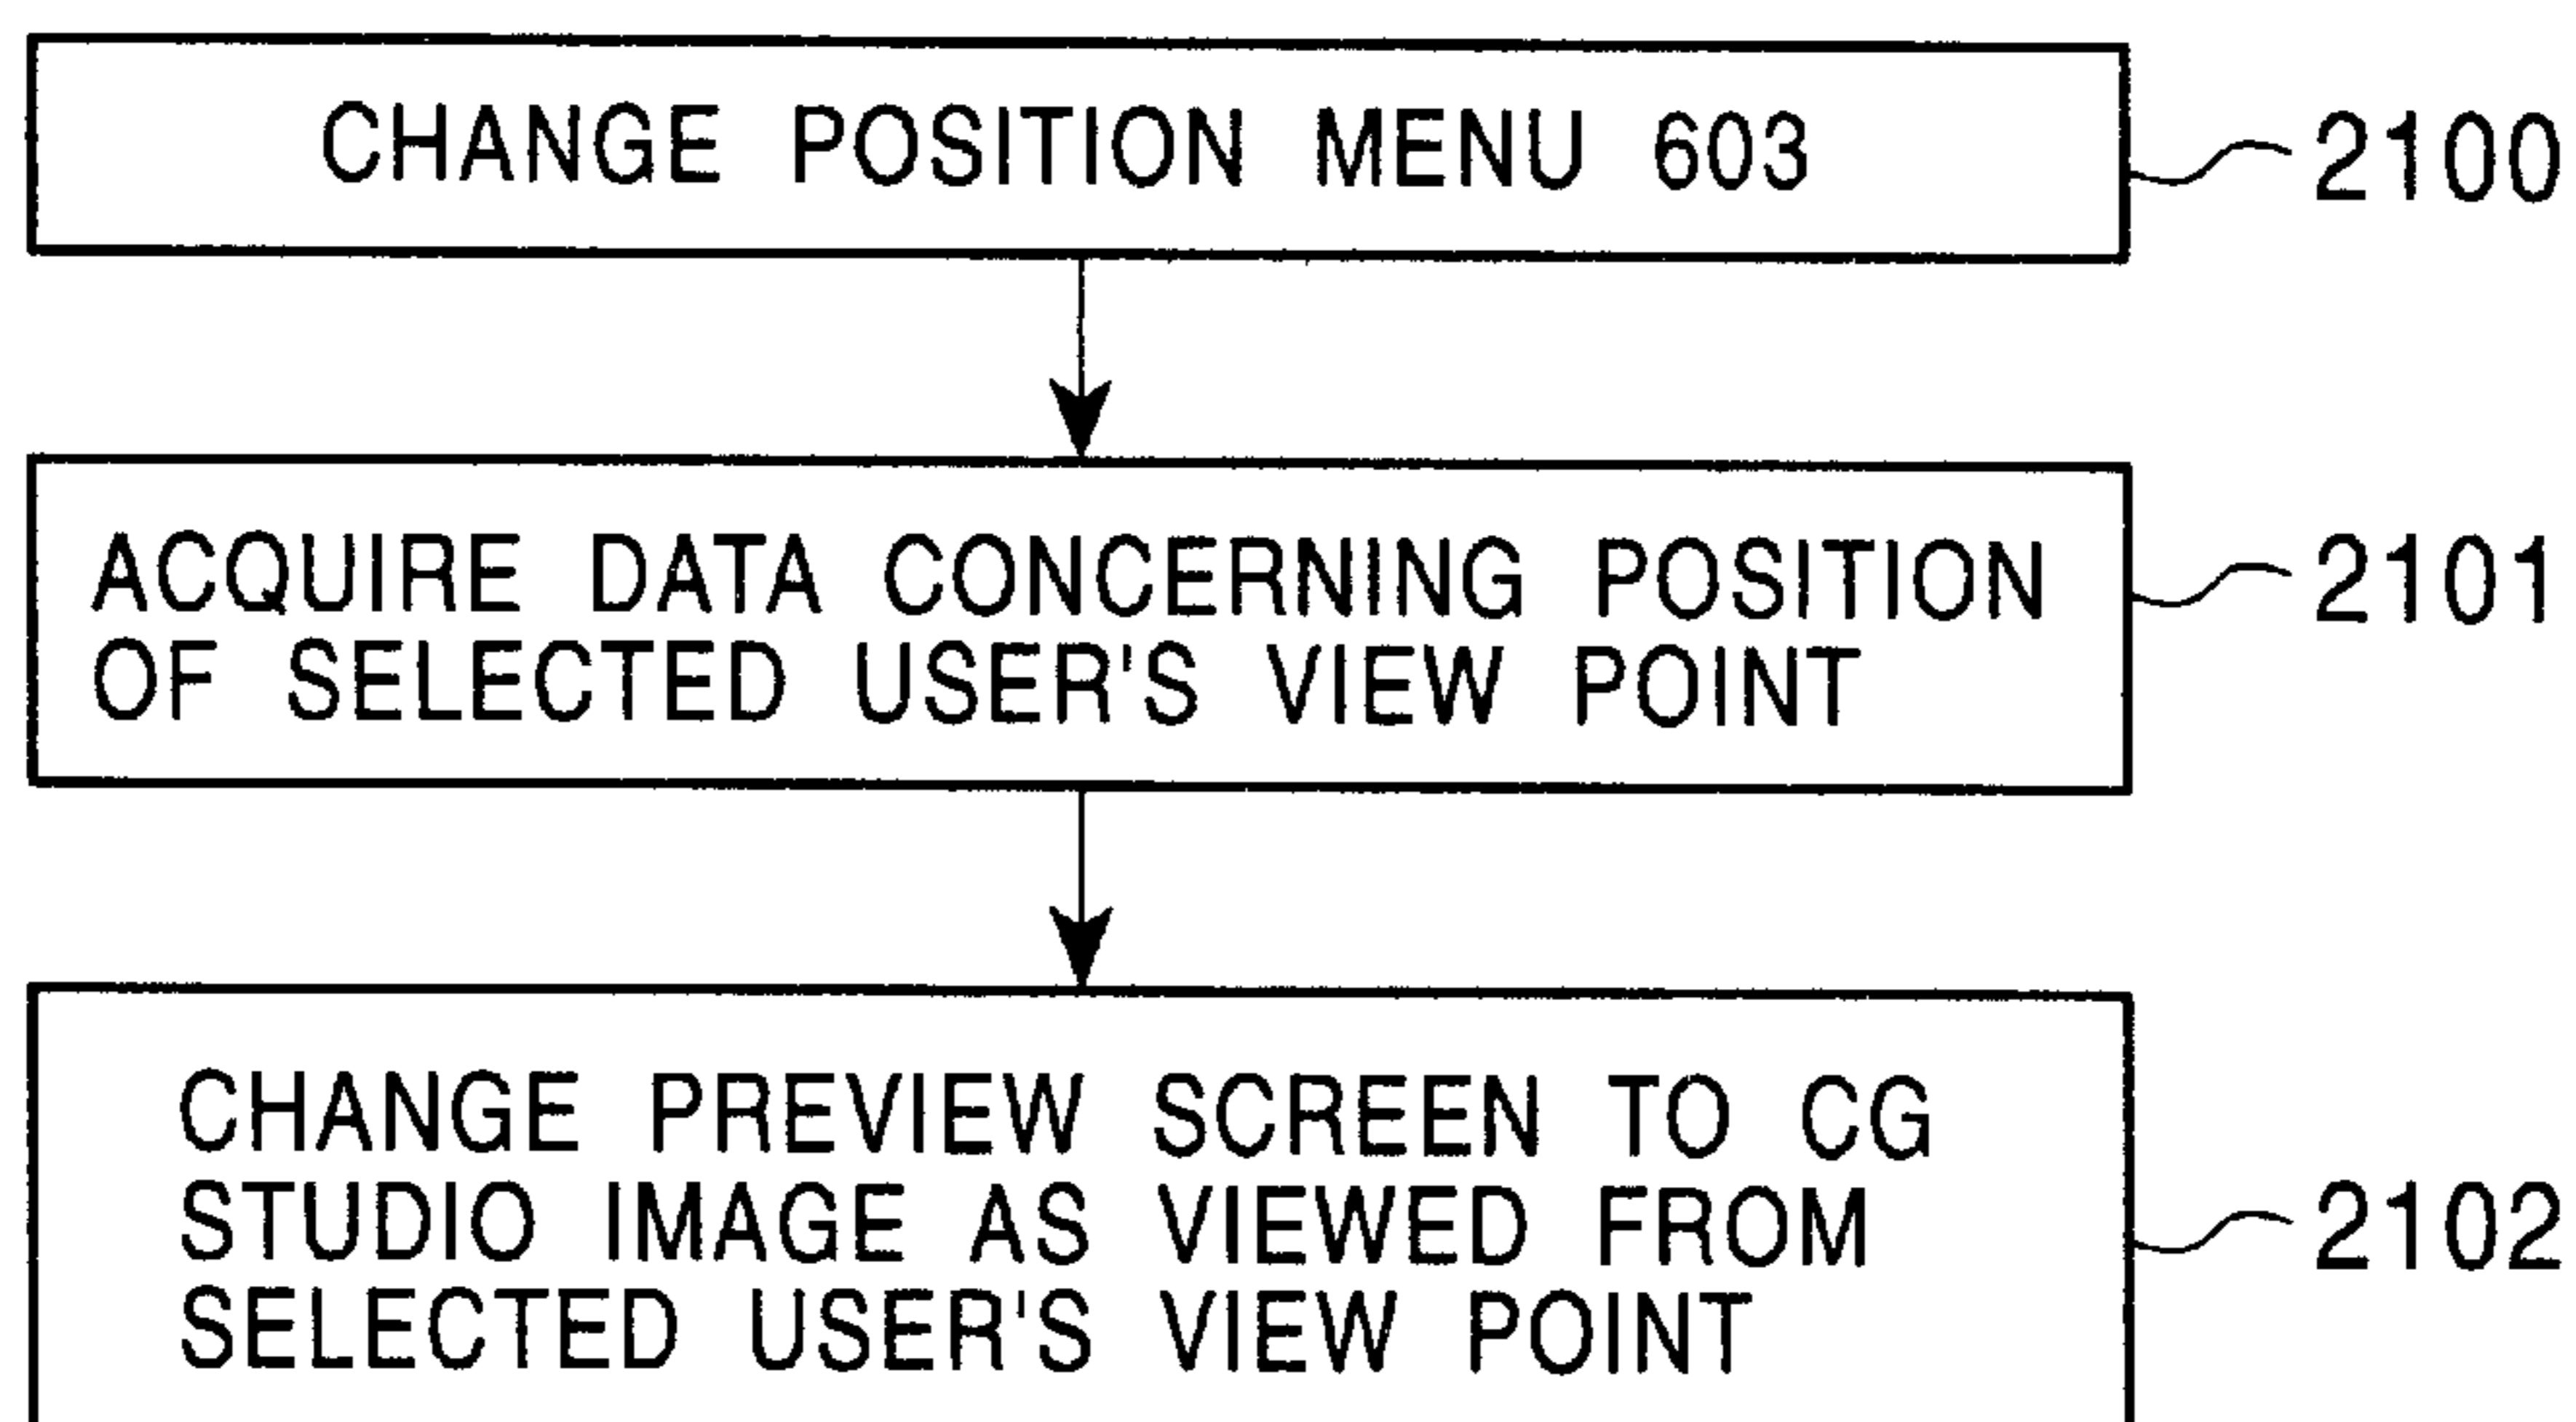 CHANGE POSITION MENU 603
2100
ACQUIRE DATA CONCERNING POSITION
OF SELECTED USER'S VIEW POINT
2101
CHANGE PREVIEW SCREEN TO CG
STUDIO IMAGE AS VIEWED FROM
SELECTED USER'S VIEW POINT
2102